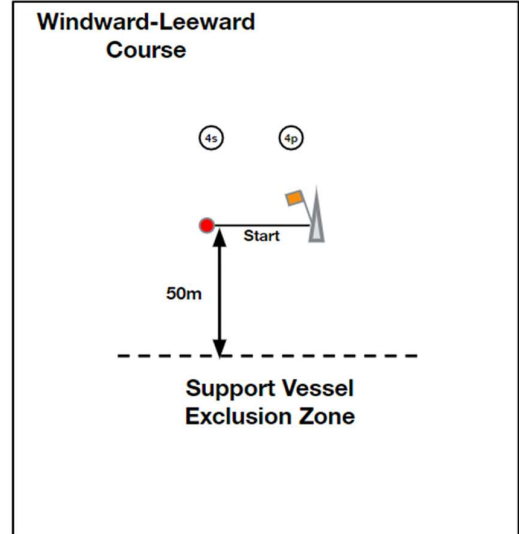 Windward-Leeward
Course
4s
4p
Start
50m
Support Vessel
Exclusion Zone